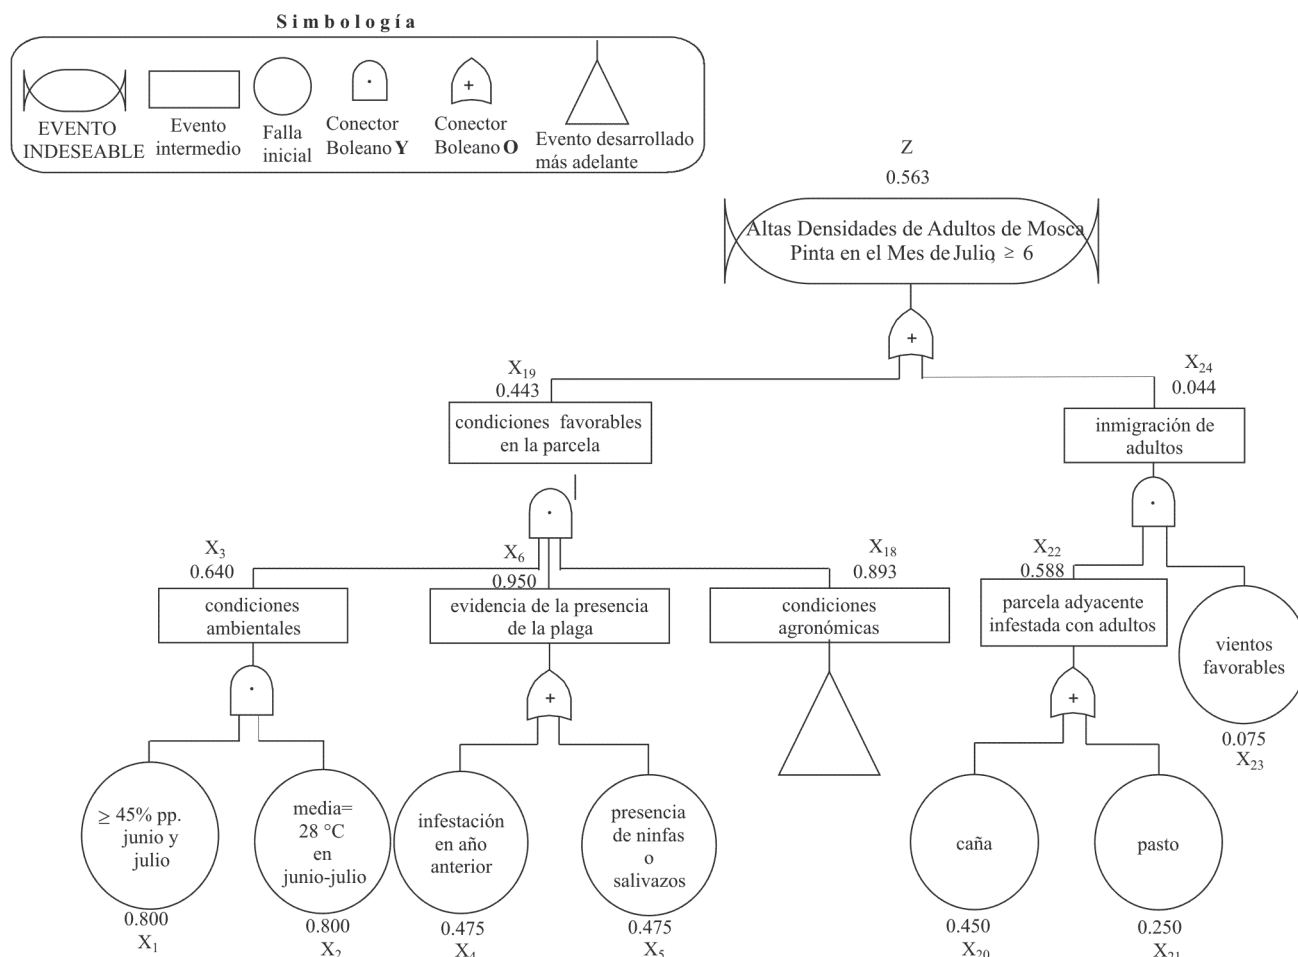 Simbología
EVENTO
INDESEABLE
Evento
intermedio
Falla
inicial
Conector
Boleano Y
Conector
Boleano O
Evento desarrollado
más adelante
Z
0.563
Altas Densidades de Adultos de Mosca
Pinta en el Mes de Julio, ≥ 6
+
X19
0.443
condiciones favorables
en la parcela
X24
0.044
inmigración de
adultos
X3
0.640
condiciones
ambientales
X6
0.950
evidencia de la presencia
de la plaga
X18
0.893
condiciones
agronómicas
X22
0.588
parcela adyacente
infestada con adultos
vientos
favorables
0.075
X23
≥ 45% pp.
junio y
julio
0.800
X1
media=
28 °C
en
junio-julio
0.800
X2
infestación
en año
anterior
0.475
X4
presencia
de ninfas
o
salivazos
0.475
X5
caña
0.450
X20
pasto
0.250
X21